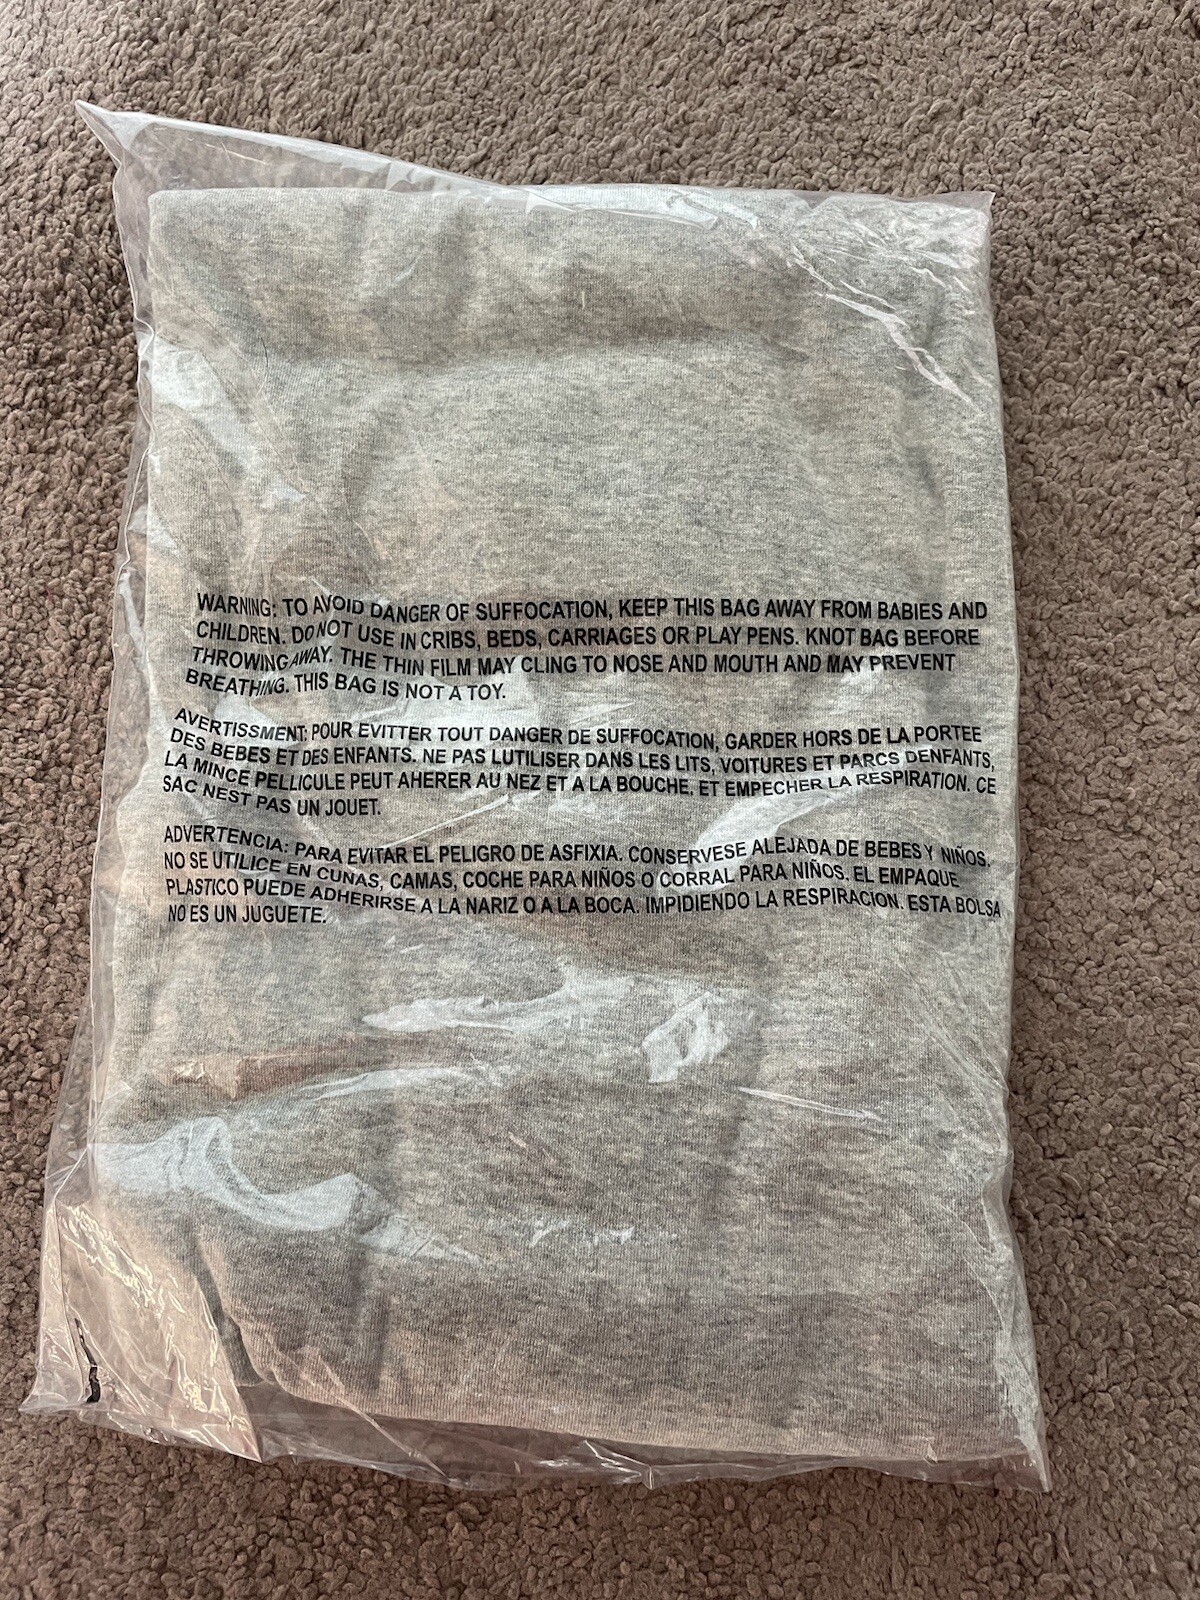 WARNING: TO AVOID DANGER OF SUFFOCATION, KEEP THIS BAG AWAY FROM BABIES AND
CHILDREN. DO NOT USE IN CRIBS, BEDS, CARRIAGES OR PLAY PENS. KNOT BAG BEFORE
THROWING AWAY. THE THIN FILM MAY CLING TO NOSE AND MOUTH AND MAY PREVENT
BREATHING. THIS BAG IS NOT A TOY.
AVERTISSMENT: POUR EVITTER TOUT DANGER DE SUFFOCATION, GARDER HORS DE LA PORTEE
DES BEBES ET DES ENFANTS. NE PAS LUTILISER DANS LES LITS, VOITURES ET PARCS DENFANTS,
LA MINCE PELLICULE PEUT AHERER AU NEZ ET A LA BOUCHE, ET EMPECHER LA RESPIRATION. CE
SAC NEST PAS UN JOUET.
ADVERTENCIA: PARA EVITAR EL PELIGRO DE ASFIXIA. CONSERVESE ALEJADA DE BEBES Y NIÑOS.
NO SE UTILICE EN CUNAS, CAMAS, COCHE PARA NIÑOS O CORRAL PARA NIÑOS. EL EMPAQUE
PLASTICO PUEDE ADHERIRSE A LA NARIZ O A LA BOCA. IMPIDIENDO LA RESPIRACION. ESTA BOLSA
NO ES UN JUGUETE.